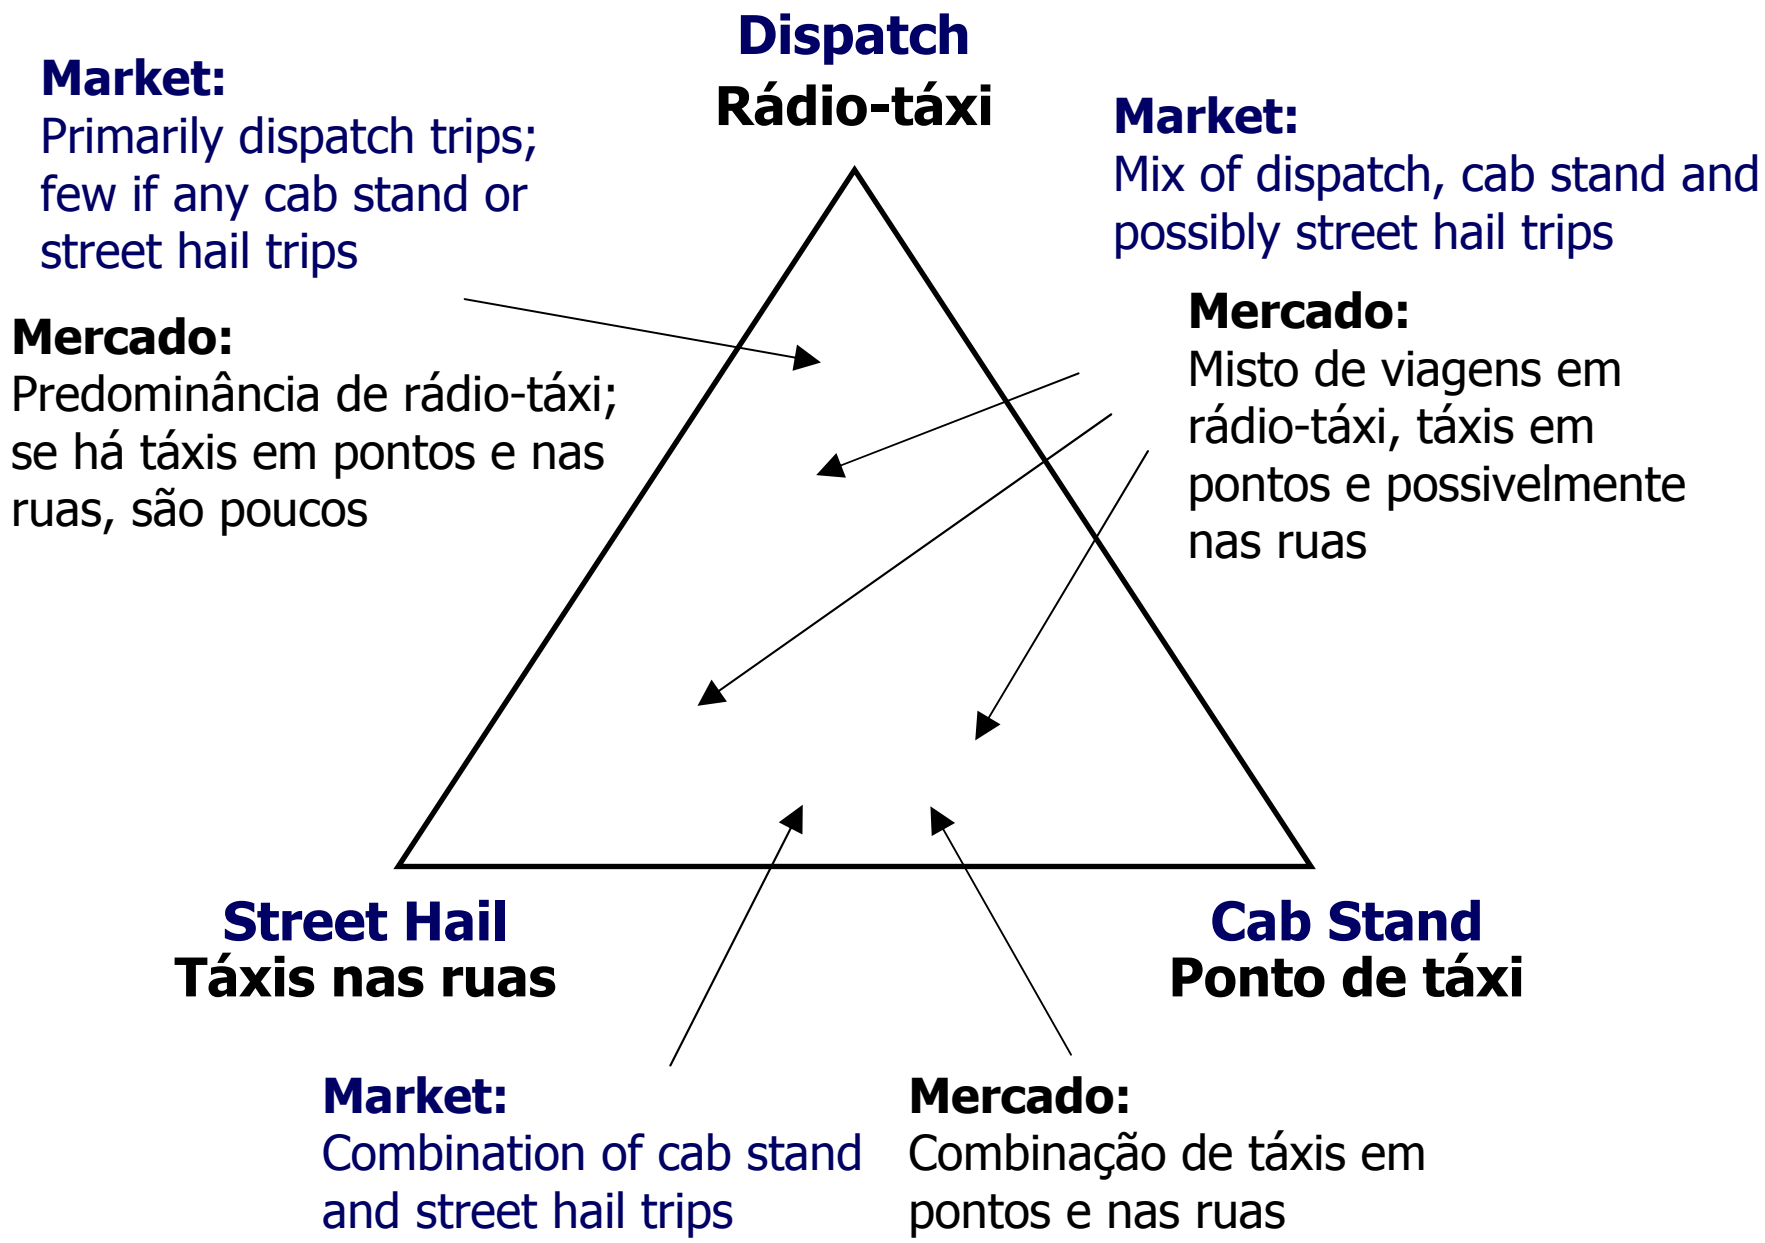 Dispatch
Rádio-táxi
Market:
Primarily dispatch trips;
few if any cab stand or
street hail trips
Mercado:
Predominância de rádio-táxi;
se há táxis em pontos e nas
ruas, são poucos
Market:
Mix of dispatch, cab stand and
possibly street hail trips
Mercado:
Misto de viagens em
rádio-táxi, táxis em
pontos e possivelmente
nas ruas
Street Hail
Táxis nas ruas
Cab Stand
Ponto de táxi
Market:
Combination of cab stand
and street hail trips
Mercado:
Combinação de táxis em
pontos e nas ruas